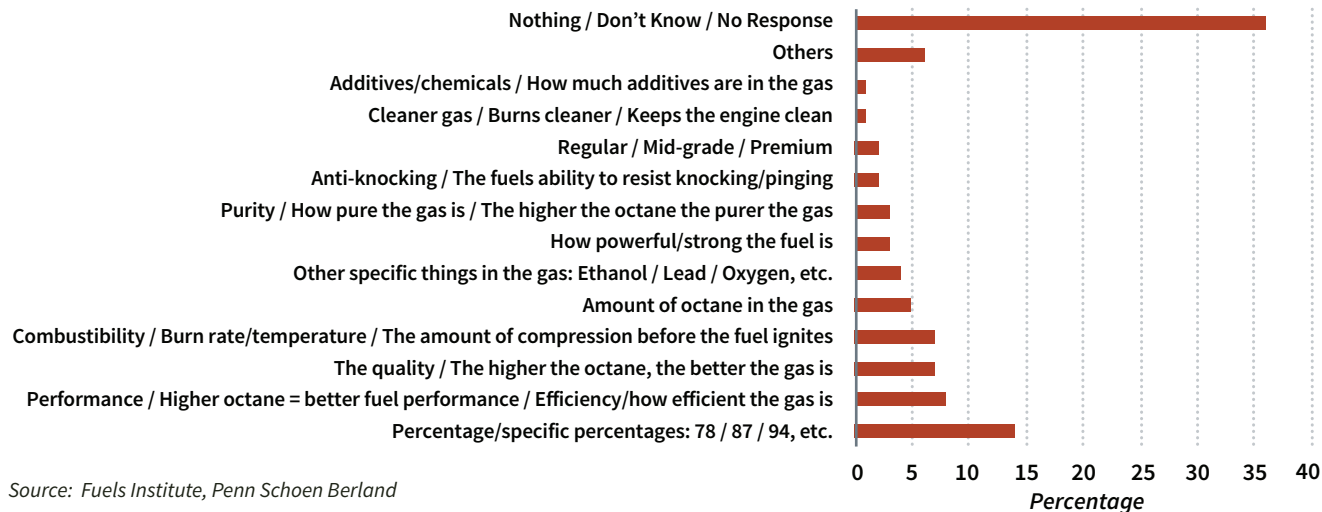 Nothing / Don’t Know / No Response
Others
Additives/chemicals / How much additives are in the gas
Cleaner gas / Burns cleaner / Keeps the engine clean
Regular / Mid-grade / Premium
Anti-knocking / The fuels ability to resist knocking/pinging
Purity / How pure the gas is / The higher the octane the purer the gas
How powerful/strong the fuel is
Other specific things in the gas: Ethanol / Lead / Oxygen, etc.
Amount of octane in the gas
Combustibility / Burn rate/temperature / The amount of compression before the fuel ignites
The quality / The higher the octane, the better the gas is
Performance / Higher octane = better fuel performance / Efficiency/how efficient the gas is
Percentage/specific percentages: 78 / 87 / 94, etc.
0 5 10 15 20 25 30 35 40
Percentage
Source: Fuels Institute, Penn Schoen Berland